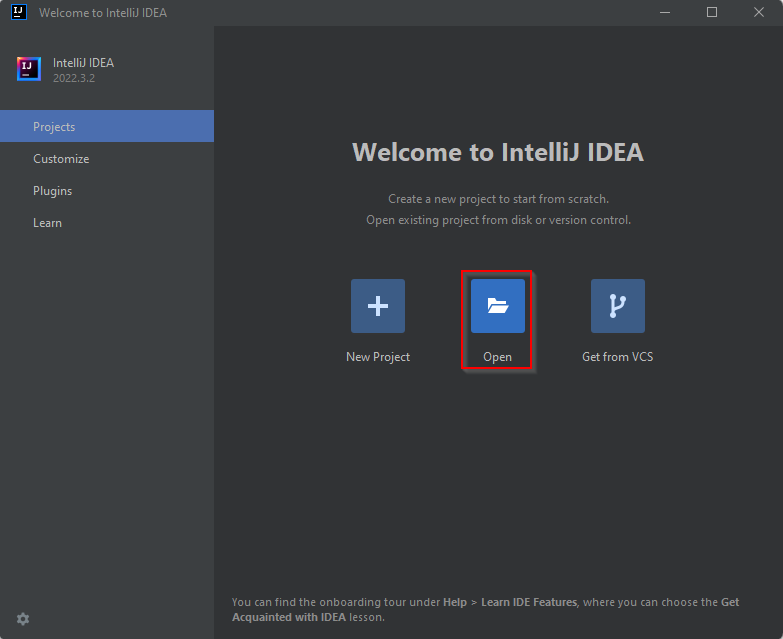 Welcome to IntelliJ IDEA
IntelliJ IDEA
2022.3.2
Projects
Customize
Plugins
Learn
Welcome to IntelliJ IDEA
Create a new project to start from scratch.
Open existing project from disk or version control.
New Project
Open
Get from VCS
You can find the onboarding tour under Help > Learn IDE Features, where you can choose the Get
Acquainted with IDEA lesson.